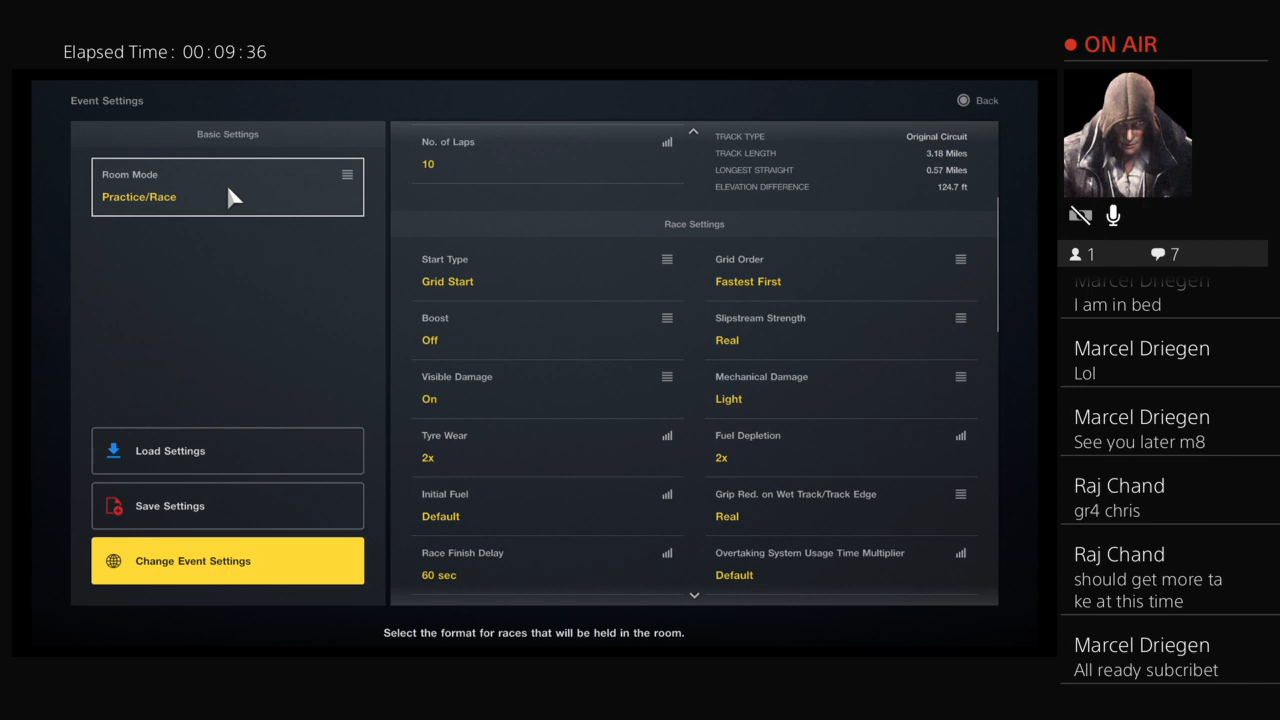 Elapsed Time: 00:09:36
ON AIR
Event Settings
Back
Basic Settings
Room Mode
Practice/Race
Load Settings
Save Settings
Change Event Settings
No. of Laps
10
TRACK TYPE Original Circuit
TRACK LENGTH 3.18 Miles
LONGEST STRAIGHT 0.57 Miles
ELEVATION DIFFERENCE 124.7 ft
Race Settings
Start Type
Grid Start
Grid Order
Fastest First
Boost
Off
Slipstream Strength
Real
Visible Damage
On
Mechanical Damage
Light
Tyre Wear
2x
Fuel Depletion
2x
Initial Fuel
Default
Grip Red. on Wet Track/Track Edge
Real
Race Finish Delay
60 sec
Overtaking System Usage Time Multiplier
Default
Select the format for races that will be held in the room.
1
7
Marcel Driegen
I am in bed
Marcel Driegen
Lol
Marcel Driegen
See you later m8
Raj Chand
gr4 chris
Raj Chand
should get more ta
ke at this time
Marcel Driegen
All ready subcribet